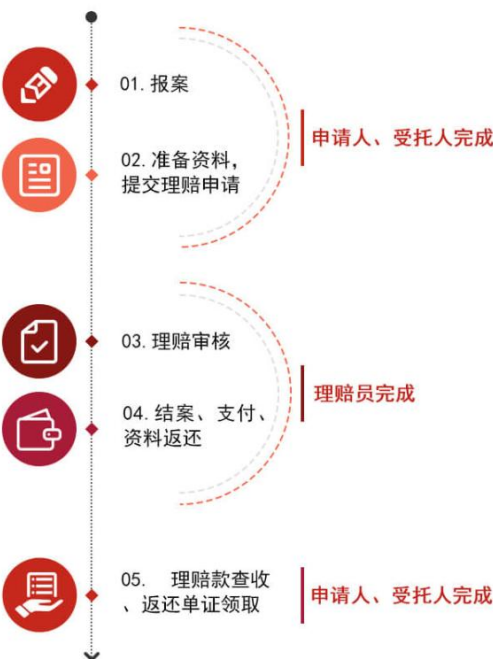 01. 报案
申请人、受托人完成
02. 准备资料，
提交理赔申请
03. 理赔审核
理赔员完成
04. 结案、支付、
资料返还
05. 理赔款查收
、返还单证领取
申请人、受托人完成